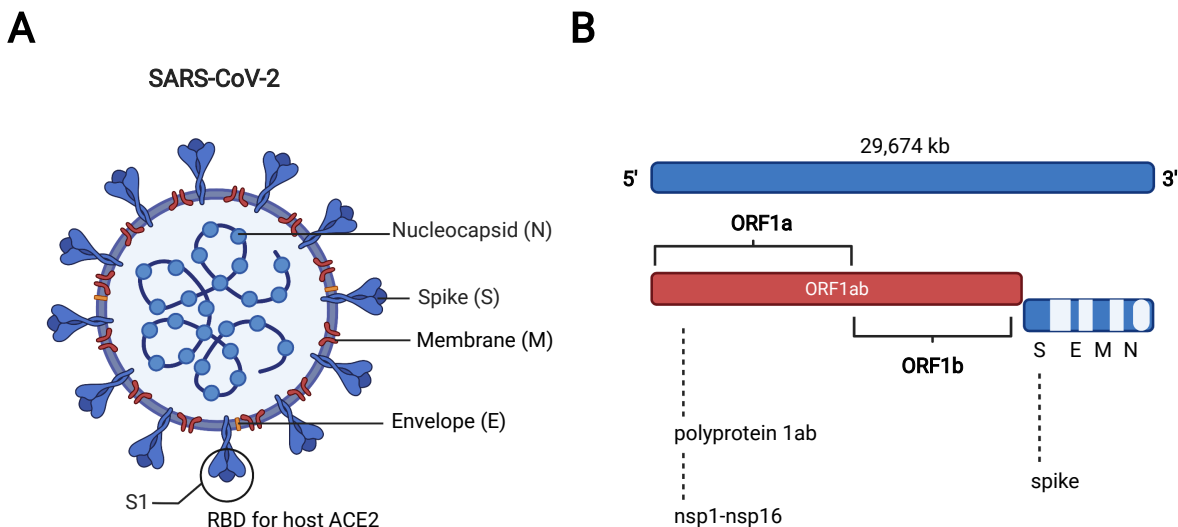 A
SARS-CoV-2
Nucleocapsid (N)
Spike (S)
Membrane (M)
Envelope (E)
S1
RBD for host ACE2
B
29,674 kb
5'
3'
ORF1a
ORF1ab
ORF1b
S E M N
polyprotein 1ab
spike
nsp1-nsp16